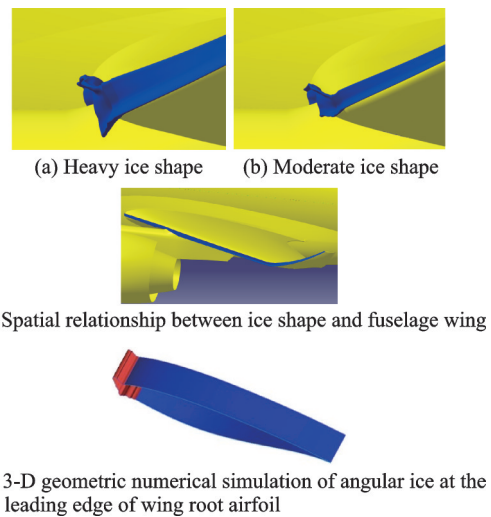 (a) Heavy ice shape
(b) Moderate ice shape
Spatial relationship between ice shape and fuselage wing
3-D geometric numerical simulation of angular ice at the
leading edge of wing root airfoil